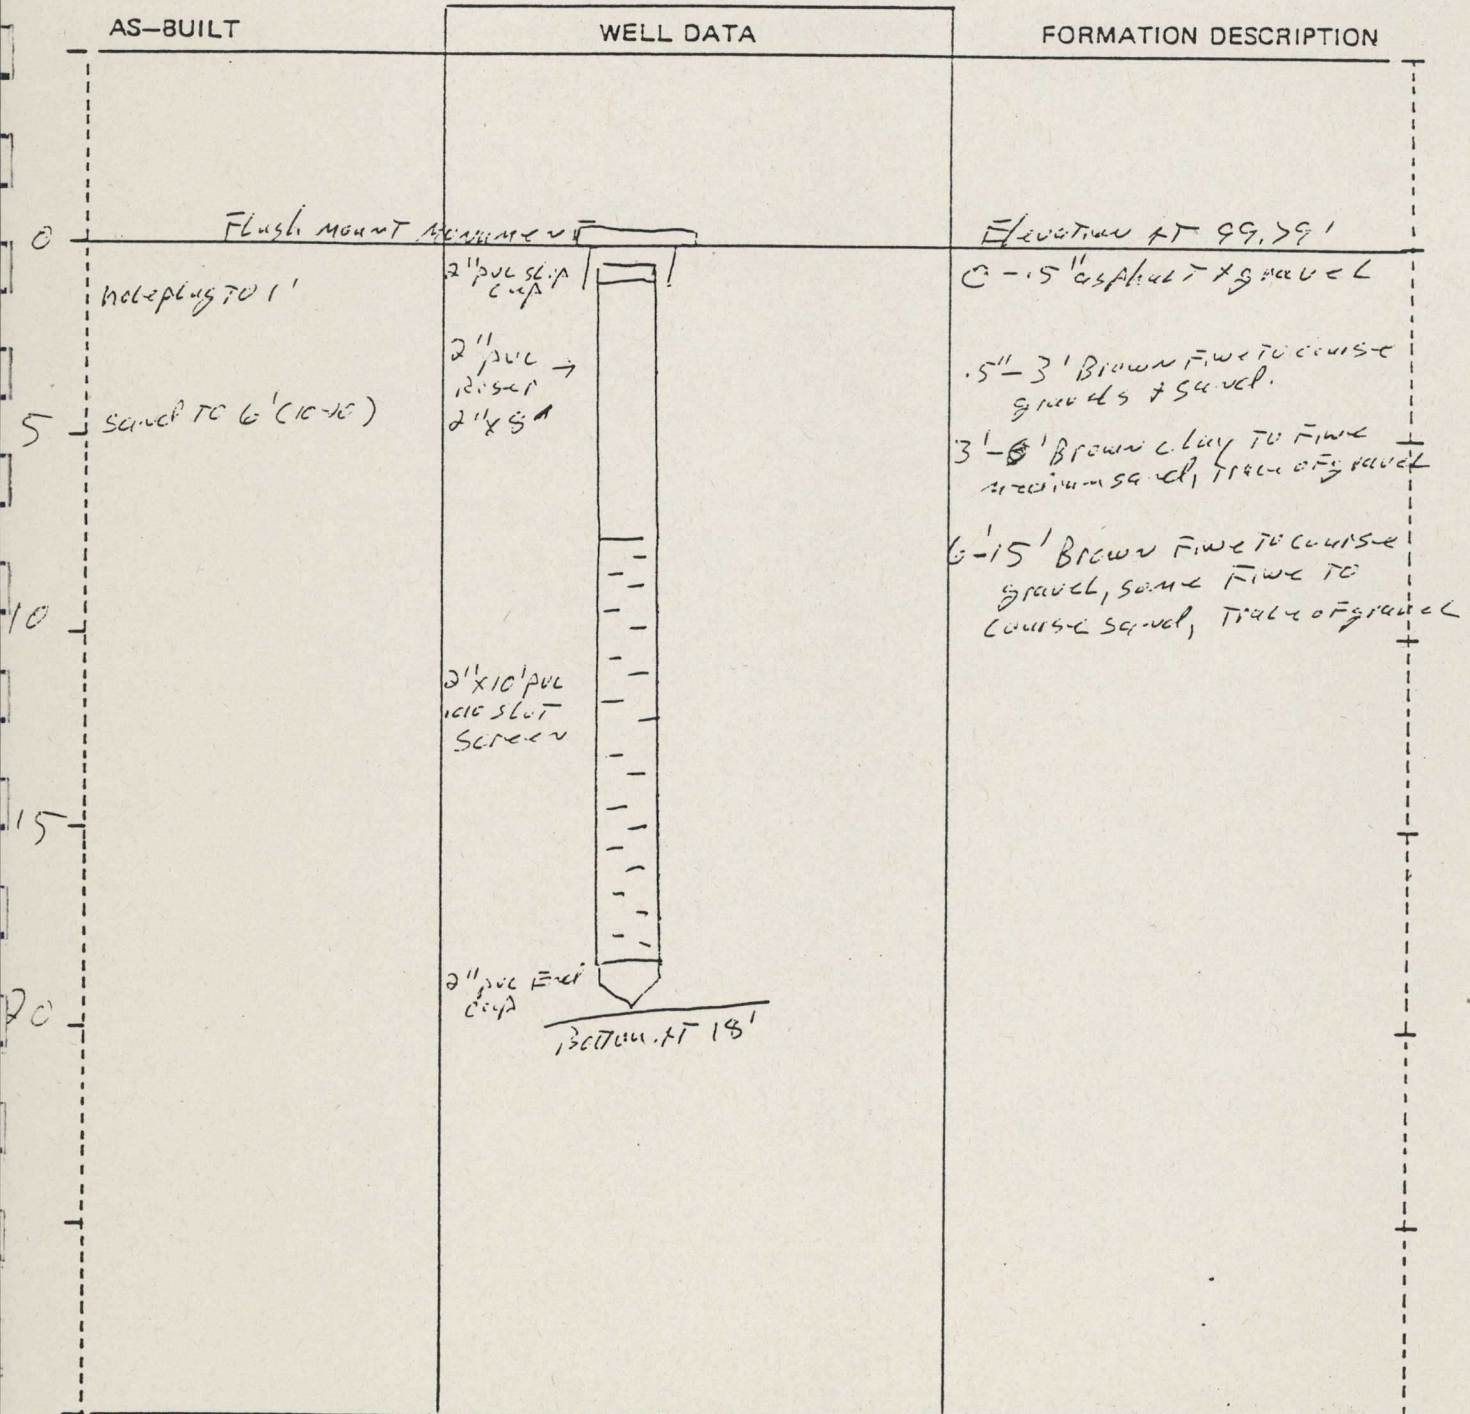 AS-BUILT
WELL DATA
FORMATION DESCRIPTION
0
Flush mount monument
Elevation AT 99.79'
holeplug TO 1'
2" pvc slip
cap
0-.5" asphalt + gravel
2" pvc →
Riser
2" x 8'
.5"- 3' Brown Fine To course
gravels + sand.
5
sand TO 6'
3'-6' Brown clay To Fine
medium sand, Trace of gravel
6'-15' Brown Fine To course
gravel, some Fine To
course sand, Trace of gravel
10
2"x10' pvc
.010 slot
Screen
15
2" pvc End
cap
20
Bottom AT 18'